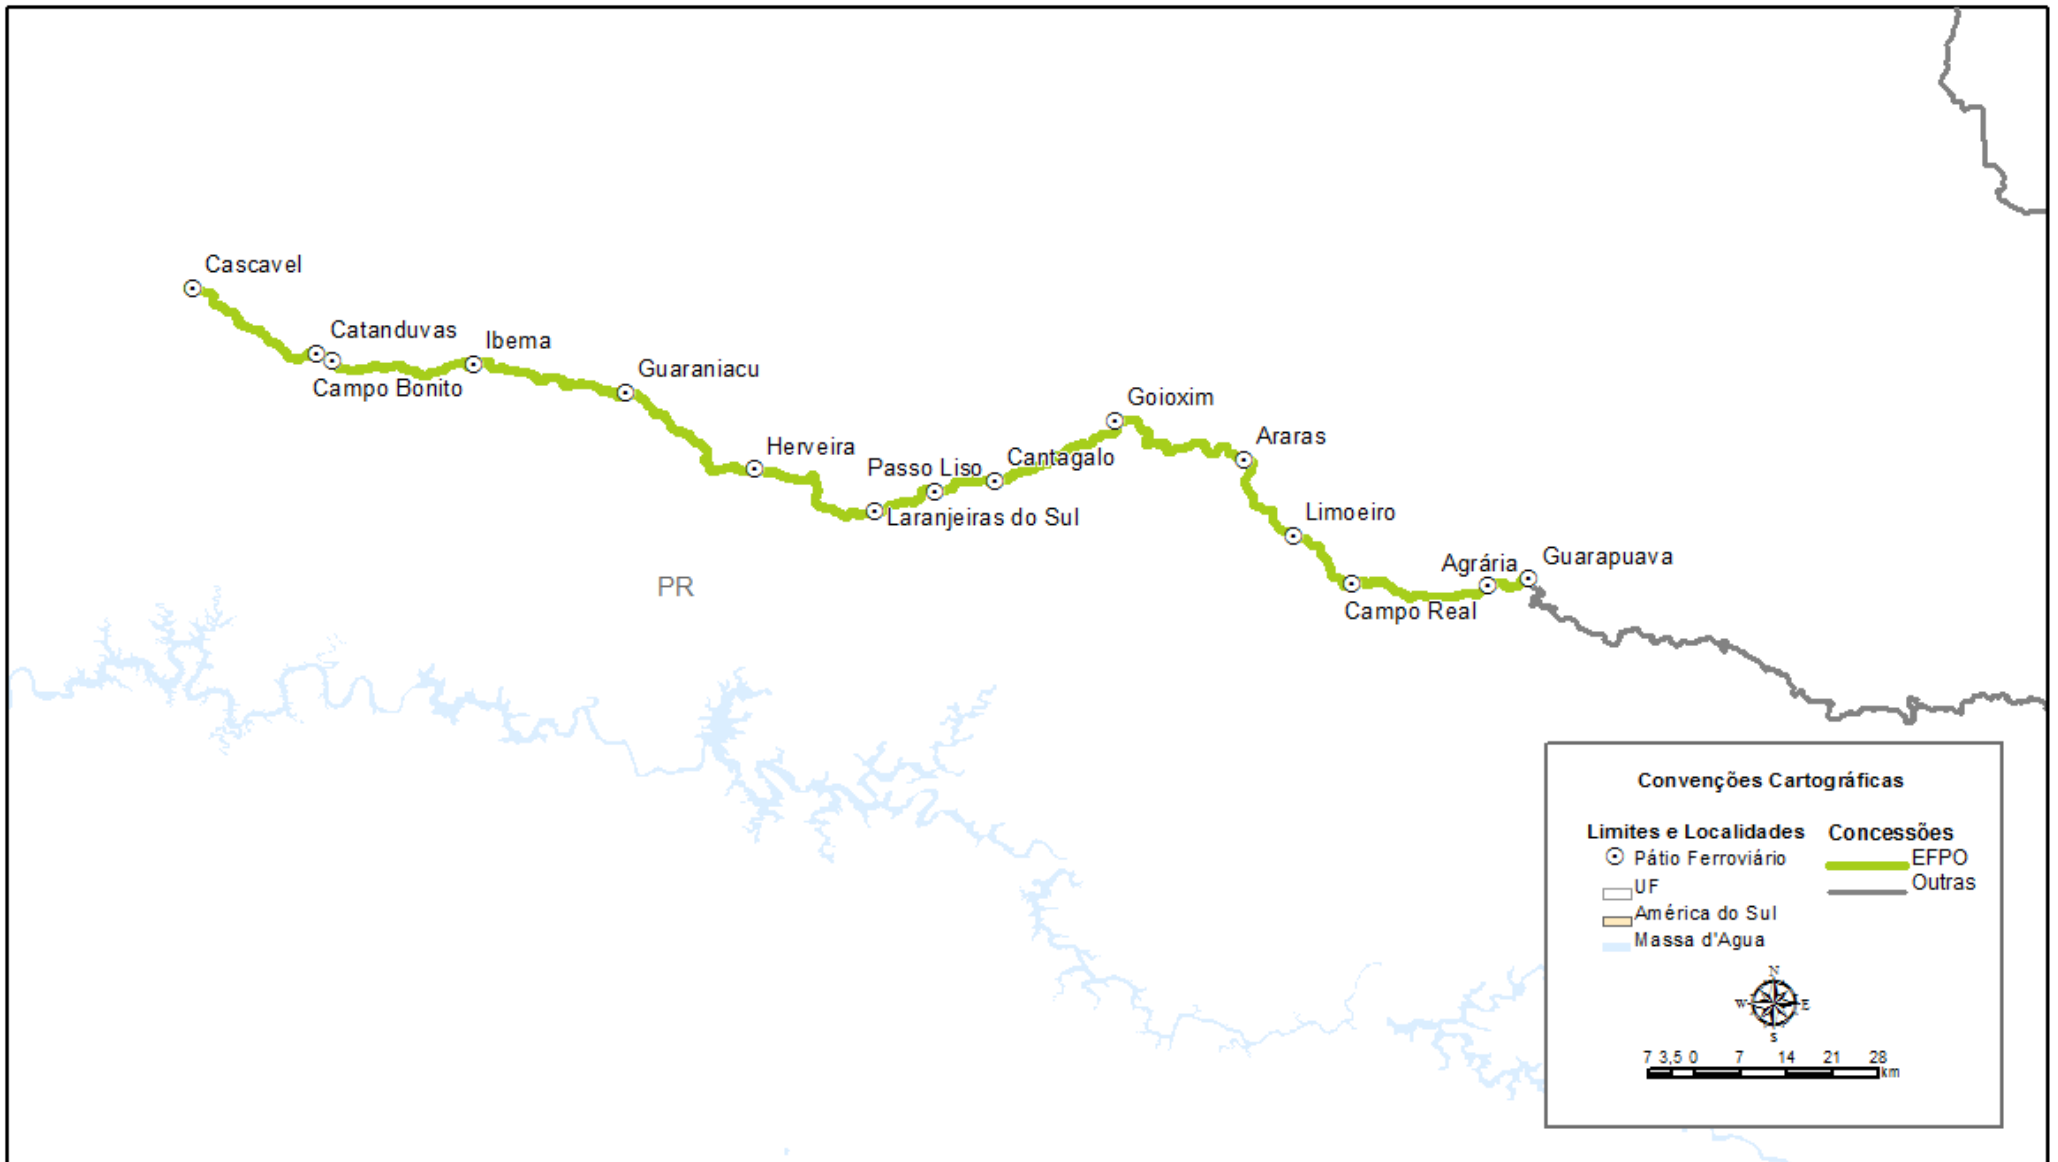 Cascavel
Catanduvas
Ibema
Campo Bonito
Guaraniacu
Goioxim
Herveira
Araras
Passo Liso
Cantagalo
Laranjeiras do Sul
Limoeiro
Agrária
Guarapuava
PR
Campo Real
Convenções Cartográficas
Limites e Localidades
Concessões
Pátio Ferroviário
EFPO
UF
Outras
América do Sul
Massa d'Agua
N
W
E
S
7 3,5 0 7 14 21 28
km